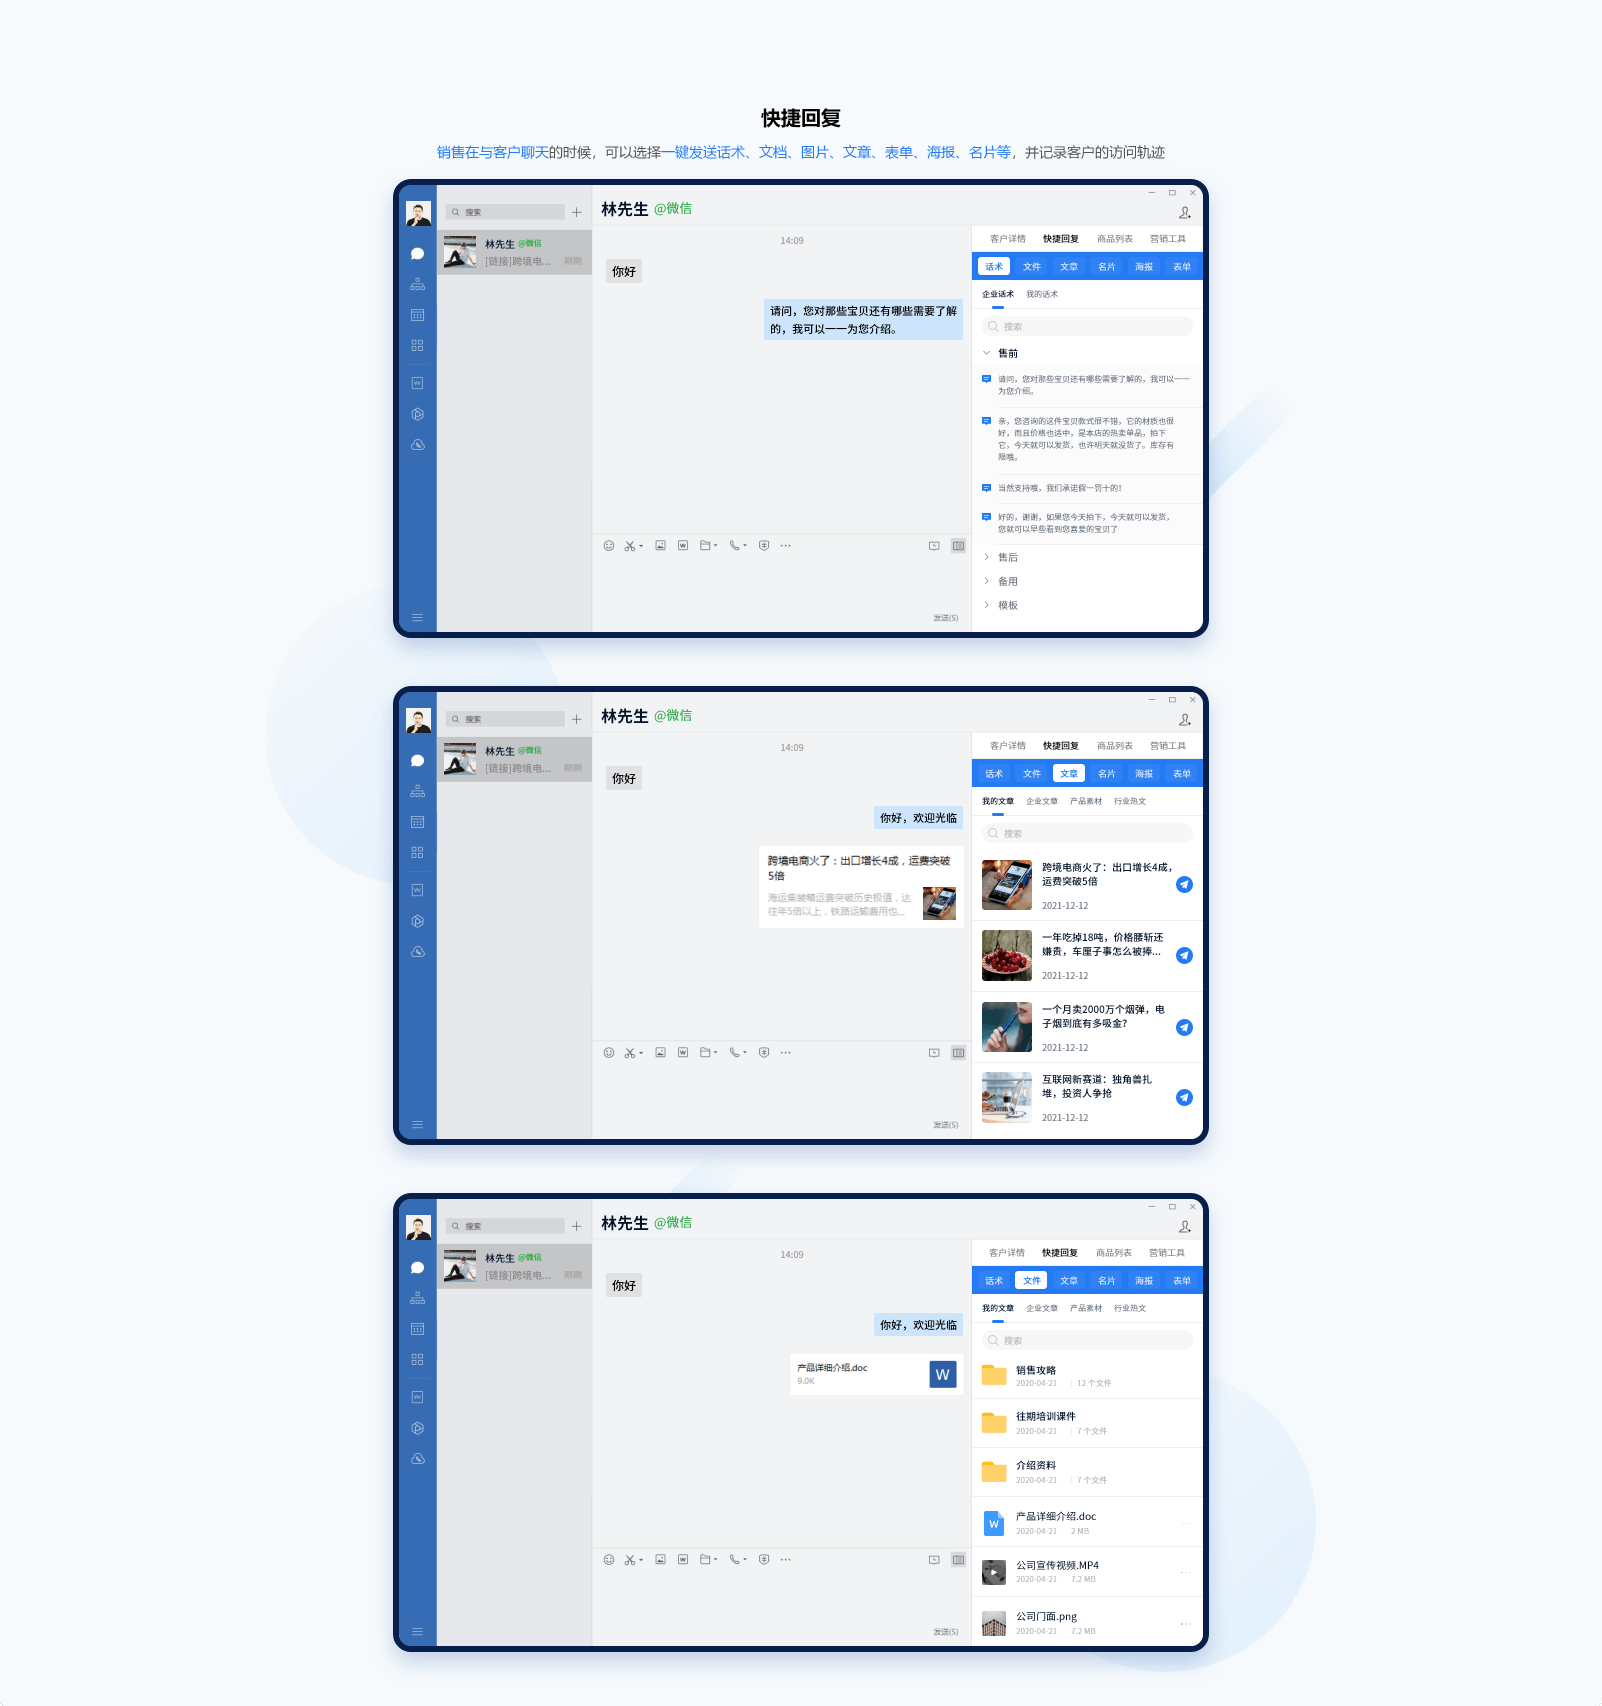 快捷回复
销售在与客户聊天的时候，可以选择一键发送话术、文档、图片、文章、表单、海报、名片等，并记录客户的访问轨迹
搜索
林先生 @微信
[链接]跨境电... 刚刚
林先生 @微信
14:09
你好
请问，您对那些宝贝还有哪些需要了解
的，我可以一一为您介绍。
发送(S)
客户详情 快捷回复 商品列表 营销工具
话术 文件 文章 名片 海报 表单
企业话术 我的话术
搜索
售前
请问，您对那些宝贝还有哪些需要了解的，我可以一一
为您介绍。
亲，您咨询的这件宝贝款式很不错，它的材质也很
好，而且价格也适中，是本店的热卖单品，拍下
它，今天就可以发货，也许明天就没货了。库存有
限哦。
当然支持哦，我们承诺假一罚十的！
好的，谢谢，如果您今天拍下，今天就可以发货，
您就可以早些看到您喜爱的宝贝了
售后
备用
模板
搜索
林先生 @微信
[链接]跨境电... 刚刚
林先生 @微信
14:09
你好
你好，欢迎光临
跨境电商火了：出口增长4成，运费突破
5倍
海运集装箱运费突破历史极值，达
往年5倍以上，铁路运输费用也...
发送(S)
客户详情 快捷回复 商品列表 营销工具
话术 文件 文章 名片 海报 表单
我的文章 企业文章 产品素材 行业热文
搜索
跨境电商火了：出口增长4成，
运费突破5倍
2021-12-12
一年吃掉18吨，价格腰斩还
嫌贵，车厘子事怎么被捧...
2021-12-12
一个月卖2000万个烟弹，电
子烟到底有多吸金？
2021-12-12
互联网新赛道：独角兽扎
堆，投资人争抢
2021-12-12
搜索
林先生 @微信
[链接]跨境电... 刚刚
林先生 @微信
14:09
你好
你好，欢迎光临
产品详细介绍.doc
9.0K
W
发送(S)
客户详情 快捷回复 商品列表 营销工具
话术 文件 文章 名片 海报 表单
我的文章 企业文章 产品素材 行业热文
搜索
销售攻略
2020-04-21 12 个文件
往期培训课件
2020-04-21 7 个文件
介绍资料
2020-04-21 7 个文件
W
产品详细介绍.doc
2020-04-21 2 MB
公司宣传视频.MP4
2020-04-21 7.2 MB
公司门面.png
2020-04-21 7.2 MB